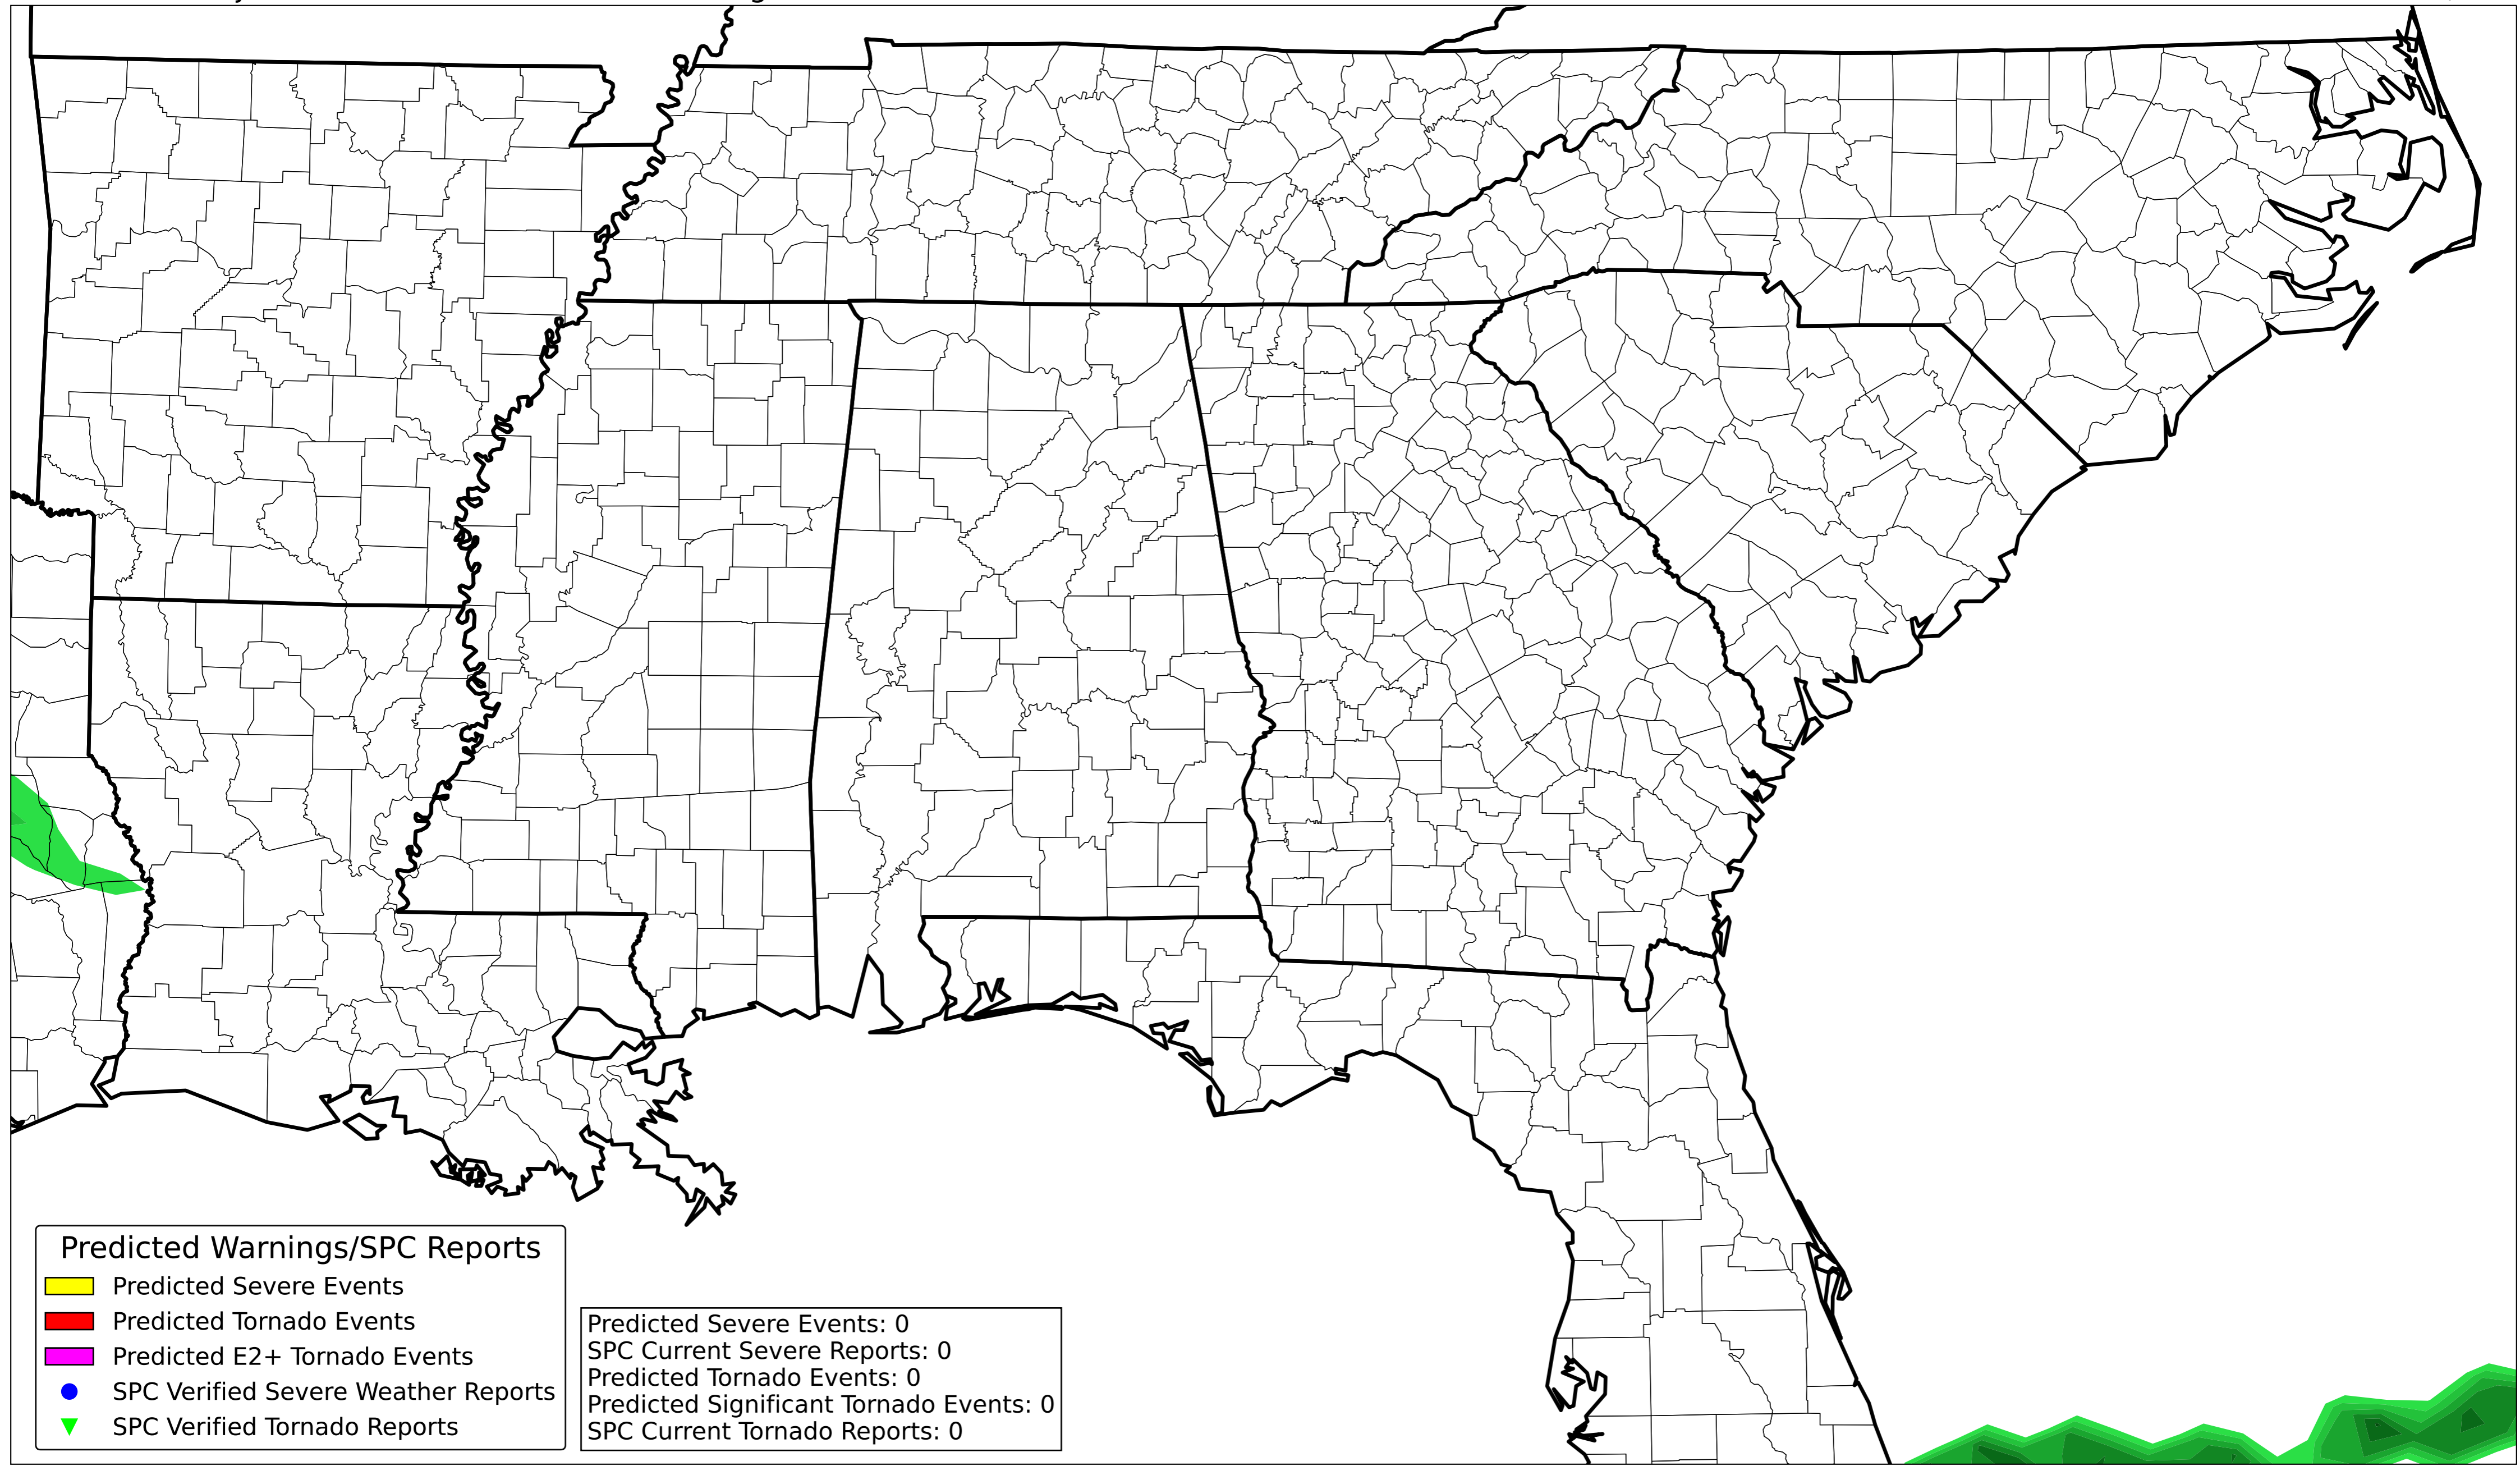 Predicted Warnings/SPC Reports
Predicted Severe Events
Predicted Tornado Events
Predicted E2+ Tornado Events
SPC Verified Severe Weather Reports
SPC Verified Tornado Reports
Predicted Severe Events: 0
SPC Current Severe Reports: 0
Predicted Tornado Events: 0
Predicted Significant Tornado Events: 0
SPC Current Tornado Reports: 0